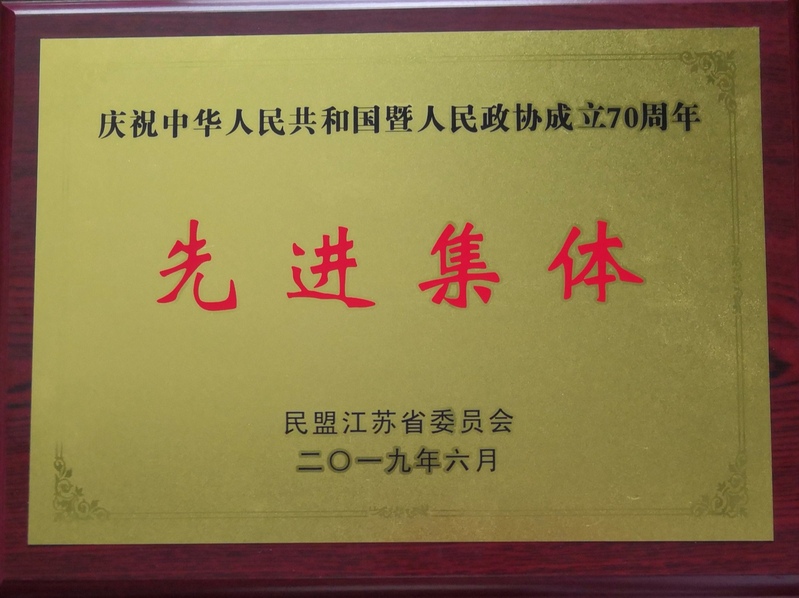 庆祝中华人民共和国暨人民政协成立70周年
先进集体
民盟江苏省委员会
二〇一九年六月